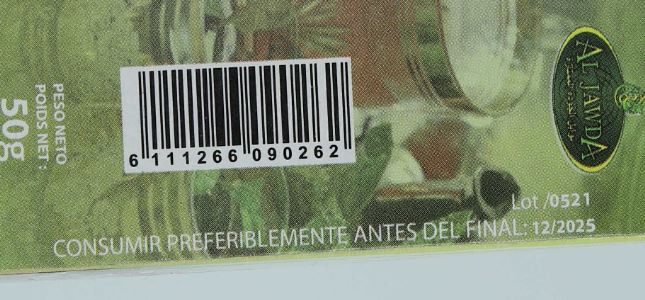 PESO NETO
POIDS NET :
50g
6 111266 090262
AL JAWDA
Lot /0521
CONSUMIR PREFERIBLEMENTE ANTES DEL FINAL: 12/2025